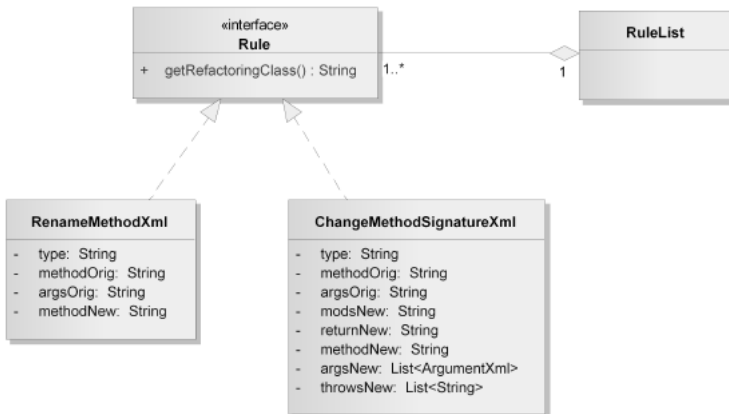 «interface»
Rule
+ getRefactoringClass() : String
1..*
1
RuleList
RenameMethodXml
- type: String
- methodOrig: String
- argsOrig: String
- methodNew: String
ChangeMethodSignatureXml
- type: String
- methodOrig: String
- argsOrig: String
- modsNew: String
- returnNew: String
- methodNew: String
- argsNew: List<ArgumentXml>
- throwsNew: List<String>